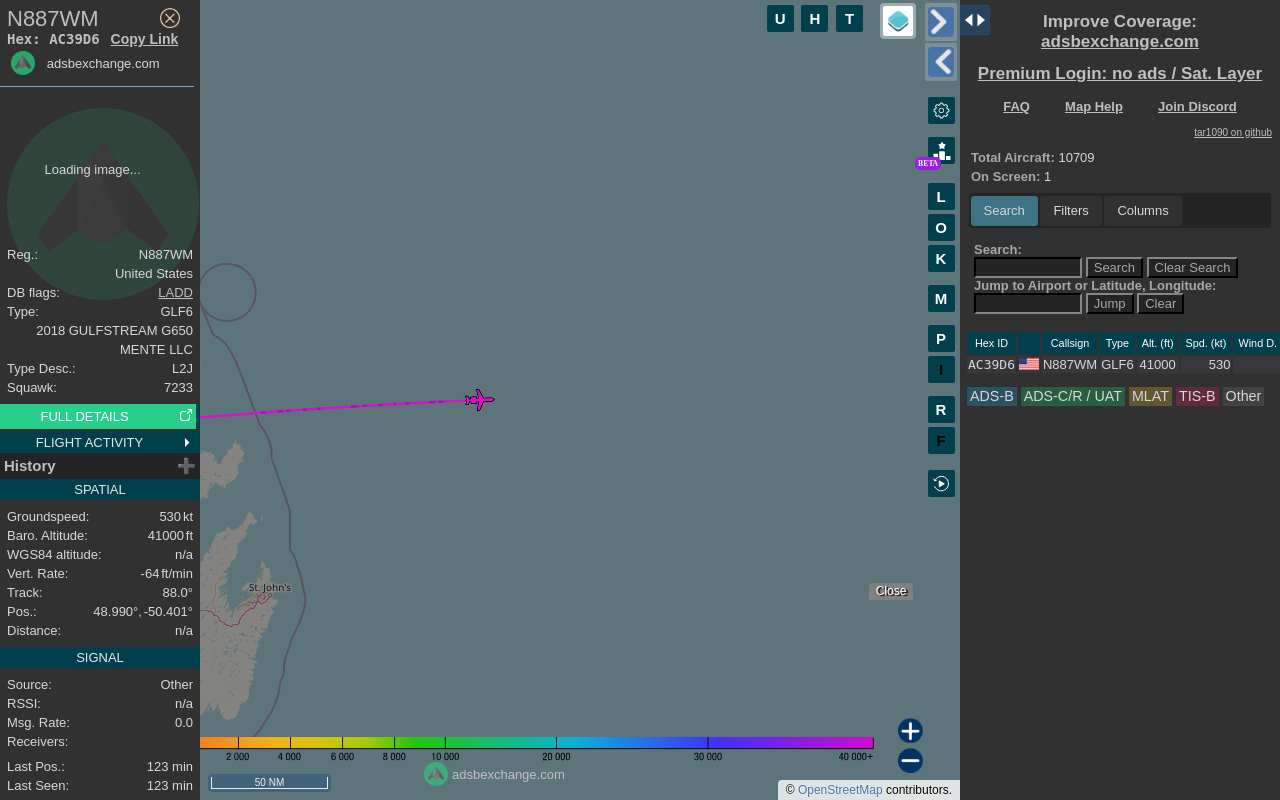 N887WM
Hex: AC39D6 Copy Link
adsbexchange.com
Loading image...
Reg.: N887WM
United States
DB flags: LADD
Type: GLF6
2018 GULFSTREAM G650
MENTE LLC
Type Desc.: L2J
Squawk: 7233
FULL DETAILS
FLIGHT ACTIVITY
History
SPATIAL
Groundspeed: 530 kt
Baro. Altitude: 41000 ft
WGS84 altitude: n/a
Vert. Rate: -64 ft/min
Track: 88.0°
Pos.: 48.990°, -50.401°
Distance: n/a
SIGNAL
Source: Other
RSSI: n/a
Msg. Rate: 0.0
Receivers:
Last Pos.: 123 min
Last Seen: 123 min
U H T
BETA
L
O
K
M
P
I
R
F
St. John's
Close
2 000 4 000 6 000 8 000 10 000 20 000 30 000 40 000+
50 NM
adsbexchange.com
© OpenStreetMap contributors.
Improve Coverage:
adsbexchange.com
Premium Login: no ads / Sat. Layer
FAQ Map Help Join Discord
tar1090 on github
Total Aircraft: 10709
On Screen: 1
Search Filters Columns
Search:
Search Clear Search
Jump to Airport or Latitude, Longitude:
Jump Clear
Hex ID Callsign Type Alt. (ft) Spd. (kt) Wind D.
AC39D6 N887WM GLF6 41000 530
ADS-B ADS-C/R / UAT MLAT TIS-B Other